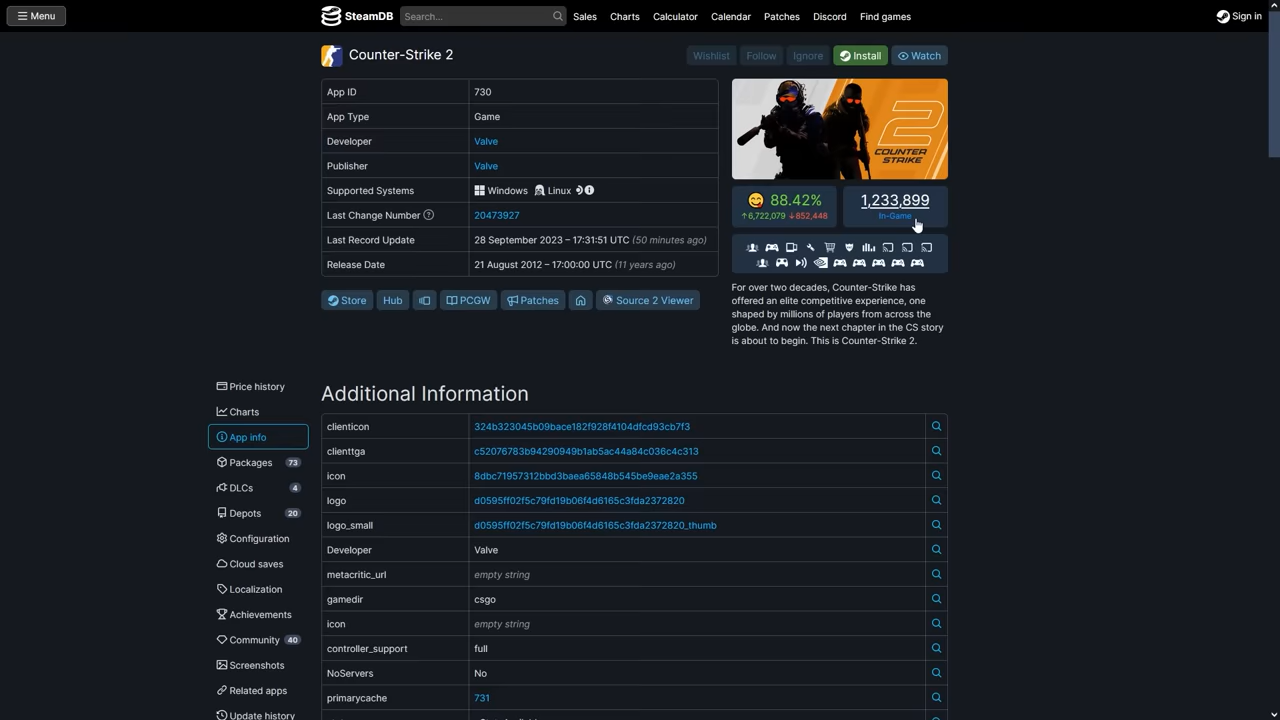 Menu
SteamDB
Search...
Sales
Charts
Calculator
Calendar
Patches
Discord
Find games
Sign in
Counter-Strike 2
Wishlist
Follow
Ignore
Install
Watch
App ID 730
App Type Game
Developer Valve
Publisher Valve
Supported Systems Windows Linux
Last Change Number 20473927
Last Record Update 28 September 2023 – 17:31:51 UTC (50 minutes ago)
Release Date 21 August 2012 – 17:00:00 UTC (11 years ago)
2
COUNTER
STRIKE
88.42%
↑6,722,079 ↓852,448
1,233,899
In-Game
Store
Hub
PCGW
Patches
Source 2 Viewer
For over two decades, Counter-Strike has
offered an elite competitive experience, one
shaped by millions of players from across the
globe. And now the next chapter in the CS story
is about to begin. This is Counter-Strike 2.
Price history
Charts
App info
Packages 73
DLCs 4
Depots 20
Configuration
Cloud saves
Localization
Achievements
Community 40
Screenshots
Related apps
Update history
Additional Information
clienticon 324b323045b09bace182f928f4104dfcd93cb7f3
clienttga c52076783b94290949b1ab5ac44a84c036c4c313
icon 8dbc71957312bbd3baea65848b545be9eae2a355
logo d0595ff02f5c79fd19b06f4d6165c3fda2372820
logo_small d0595ff02f5c79fd19b06f4d6165c3fda2372820_thumb
Developer Valve
metacritic_url empty string
gamedir csgo
icon empty string
controller_support full
NoServers No
primarycache 731